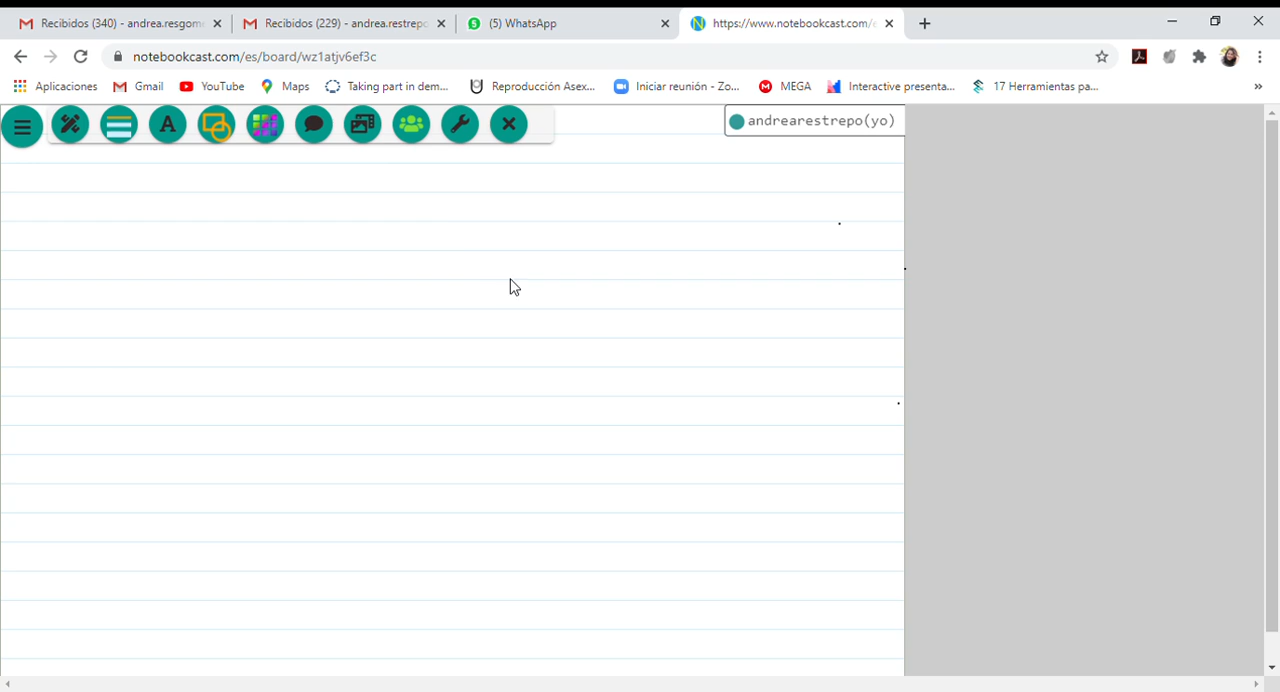 Recibidos (340) - andrea.resgom
Recibidos (229) - andrea.restrepo
(5) WhatsApp
https://www.notebookcast.com/e
notebookcast.com/es/board/wz1atjv6ef3c
Aplicaciones
Gmail
YouTube
Maps
Taking part in dem...
Reproducción Asex...
Iniciar reunión - Zo...
MEGA
Interactive presenta...
17 Herramientas pa...
»
A
andrearestrepo(yo)